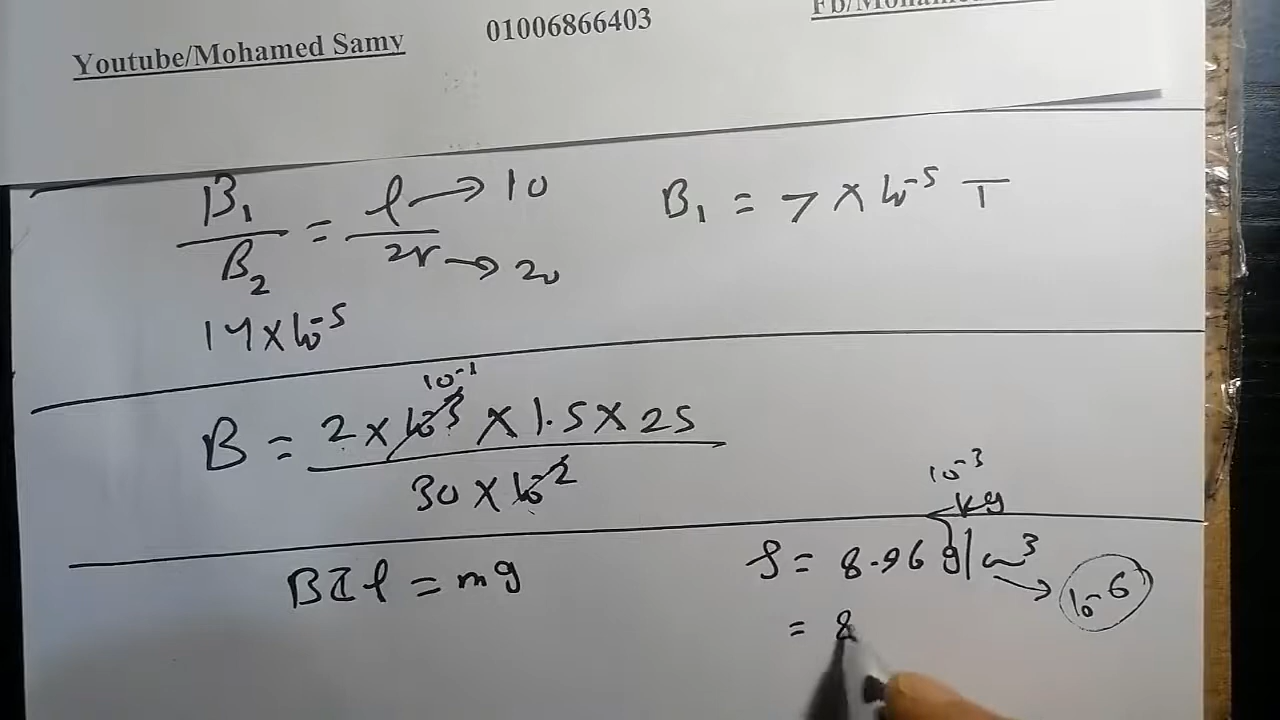 Youtube/Mohamed Samy
01006866403
B₁/B₂ = ℓ/2r → 10 → 20
B₁ = 7 × 10⁻⁵ T
14×10⁻⁵
10⁻¹
B = 2 × 10⁻³ × 1.5 × 25
30 × 10⁻²
10⁻³
kg
BIℓ = mg
ρ = 8.96 g/cm³ → 10⁻⁶
= 8